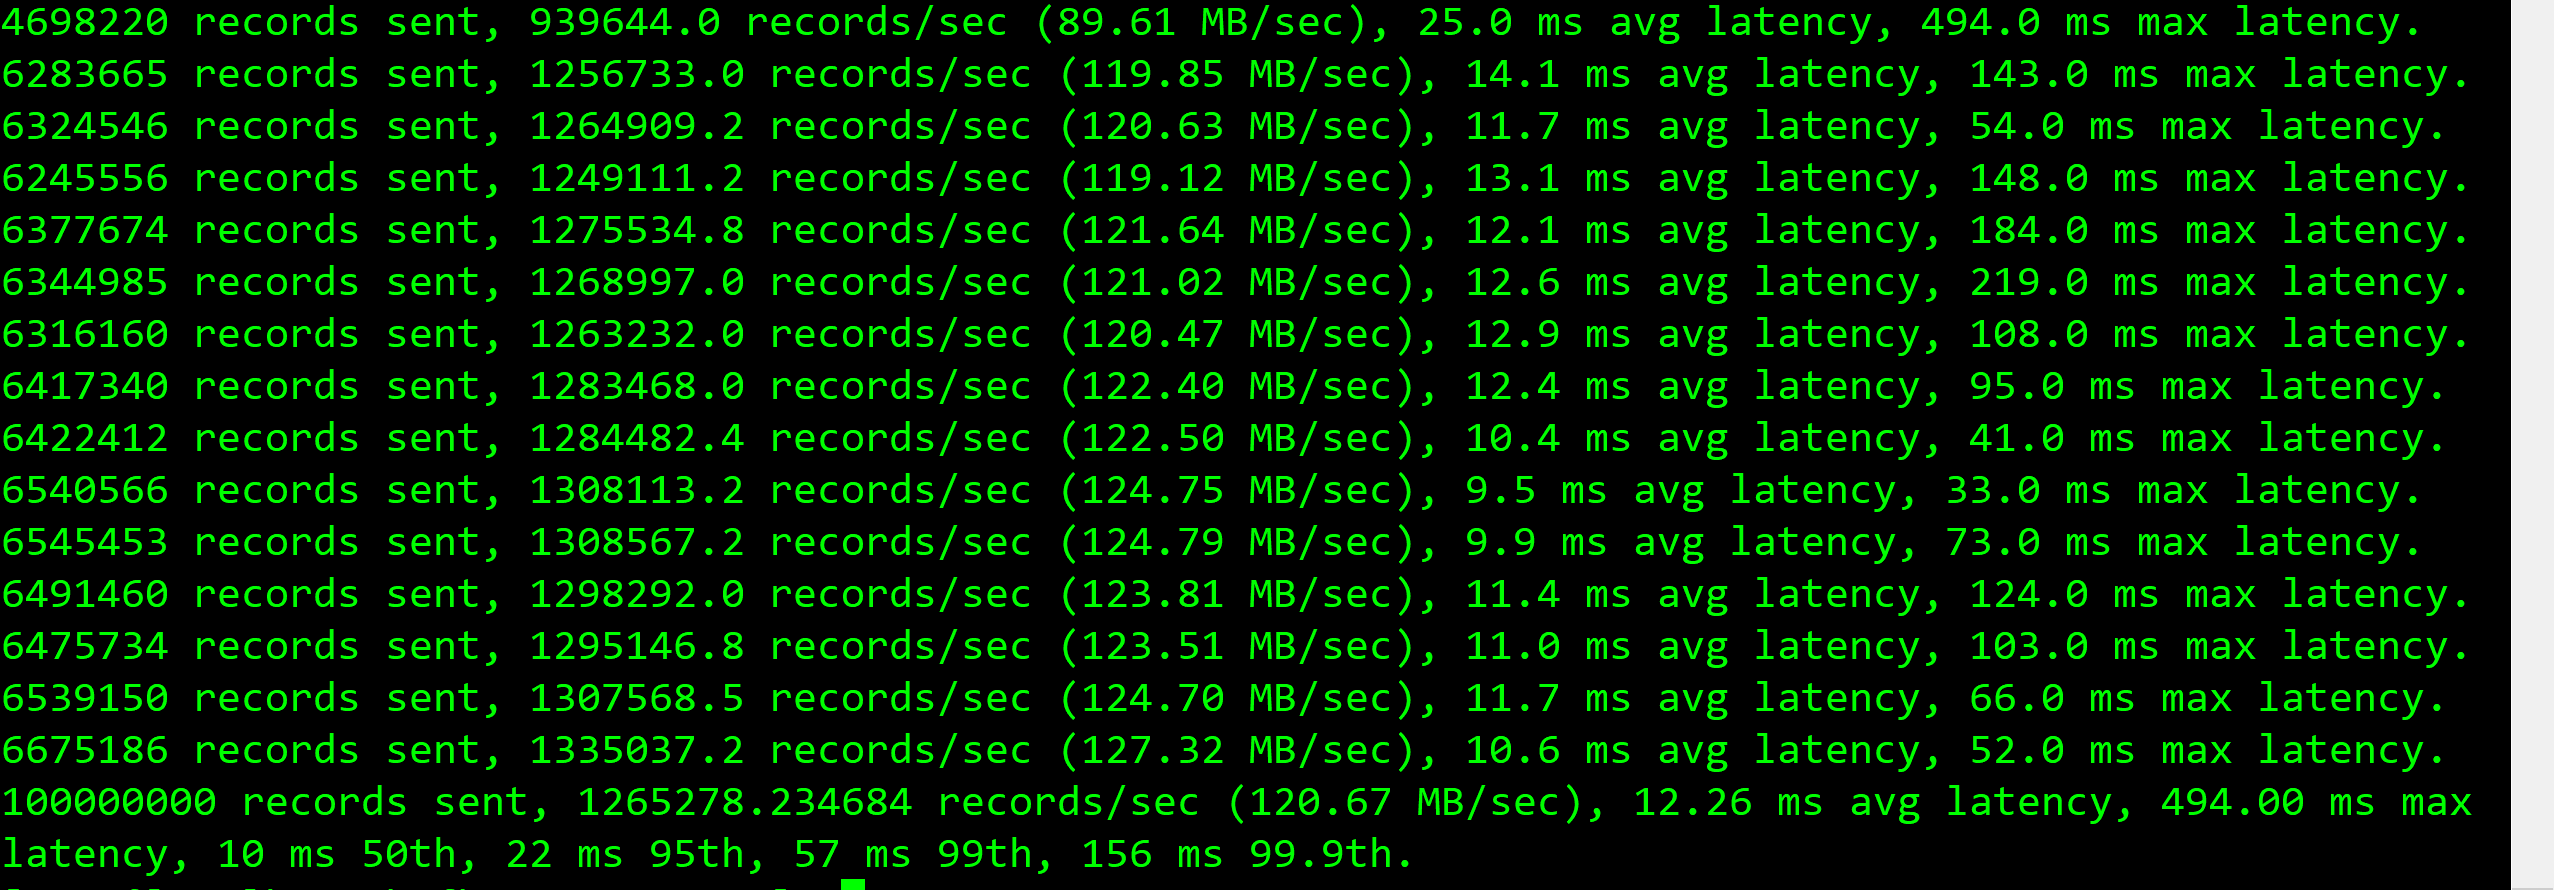 4698220 records sent, 939644.0 records/sec (89.61 MB/sec), 25.0 ms avg latency, 494.0 ms max latency.
6283665 records sent, 1256733.0 records/sec (119.85 MB/sec), 14.1 ms avg latency, 143.0 ms max latency.
6324546 records sent, 1264909.2 records/sec (120.63 MB/sec), 11.7 ms avg latency, 54.0 ms max latency.
6245556 records sent, 1249111.2 records/sec (119.12 MB/sec), 13.1 ms avg latency, 148.0 ms max latency.
6377674 records sent, 1275534.8 records/sec (121.64 MB/sec), 12.1 ms avg latency, 184.0 ms max latency.
6344985 records sent, 1268997.0 records/sec (121.02 MB/sec), 12.6 ms avg latency, 219.0 ms max latency.
6316160 records sent, 1263232.0 records/sec (120.47 MB/sec), 12.9 ms avg latency, 108.0 ms max latency.
6417340 records sent, 1283468.0 records/sec (122.40 MB/sec), 12.4 ms avg latency, 95.0 ms max latency.
6422412 records sent, 1284482.4 records/sec (122.50 MB/sec), 10.4 ms avg latency, 41.0 ms max latency.
6540566 records sent, 1308113.2 records/sec (124.75 MB/sec), 9.5 ms avg latency, 33.0 ms max latency.
6545453 records sent, 1308567.2 records/sec (124.79 MB/sec), 9.9 ms avg latency, 73.0 ms max latency.
6491460 records sent, 1298292.0 records/sec (123.81 MB/sec), 11.4 ms avg latency, 124.0 ms max latency.
6475734 records sent, 1295146.8 records/sec (123.51 MB/sec), 11.0 ms avg latency, 103.0 ms max latency.
6539150 records sent, 1307568.5 records/sec (124.70 MB/sec), 11.7 ms avg latency, 66.0 ms max latency.
6675186 records sent, 1335037.2 records/sec (127.32 MB/sec), 10.6 ms avg latency, 52.0 ms max latency.
100000000 records sent, 1265278.234684 records/sec (120.67 MB/sec), 12.26 ms avg latency, 494.00 ms max
latency, 10 ms 50th, 22 ms 95th, 57 ms 99th, 156 ms 99.9th.